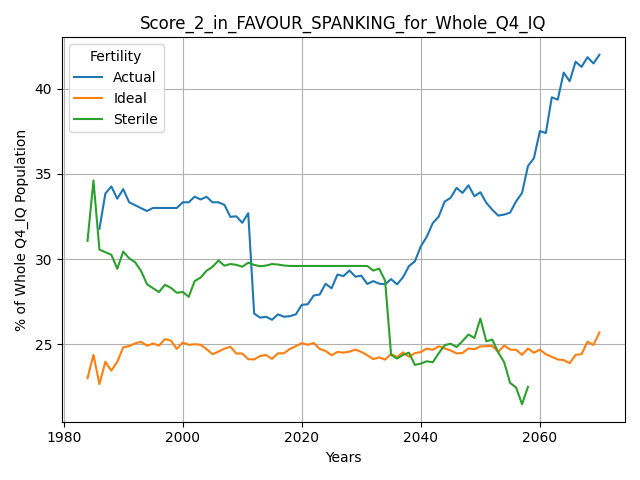 Score_2_in_FAVOUR_SPANKING_for_Whole_Q4_IQ
Fertility
Actual
Ideal
Sterile
% of Whole Q4_IQ Population
40
35
30
25
1980
2000
2020
2040
2060
Years